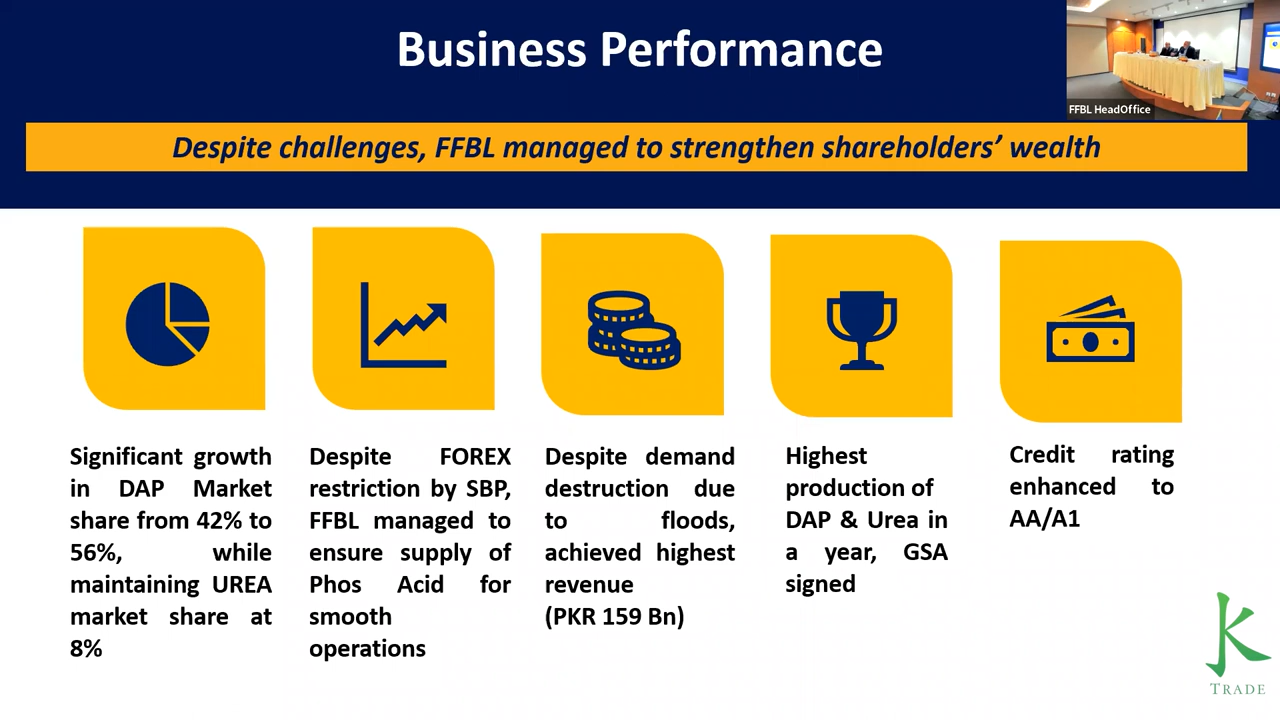 Business Performance
FFBL HeadOffice
Despite challenges, FFBL managed to strengthen shareholders’ wealth
Significant growth
in DAP Market
share from 42% to
56%, while
maintaining UREA
market share at
8%
Despite FOREX
restriction by SBP,
FFBL managed to
ensure supply of
Phos Acid for
smooth
operations
Despite demand
destruction due
to floods,
achieved highest
revenue
(PKR 159 Bn)
Highest
production of
DAP & Urea in
a year, GSA
signed
Credit rating
enhanced to
AA/A1
K
TRADE